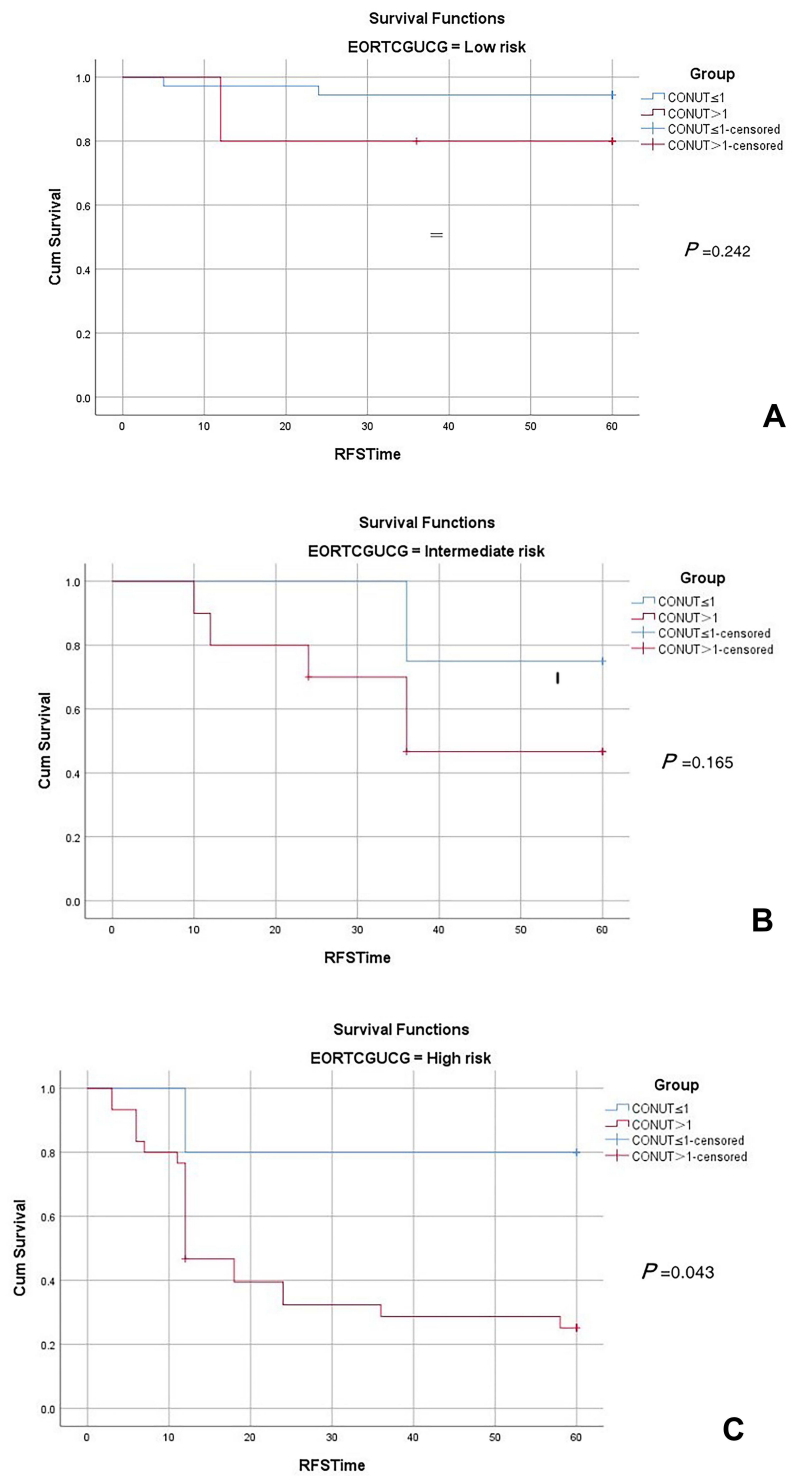 Survival Functions
EORTCGUCG = Low risk
Group
CONUT≤1
CONUT>1
CONUT≤1-censored
CONUT>1-censored
1.0
0.8
0.6
0.4
0.2
0.0
Cum Survival
P =0.242
0 10 20 30 40 50 60
RFSTime
A
Survival Functions
EORTCGUCG = Intermediate risk
Group
CONUT≤1
CONUT>1
CONUT≤1-censored
CONUT>1-censored
1.0
0.8
0.6
0.4
0.2
0.0
Cum Survival
P =0.165
0 10 20 30 40 50 60
RFSTime
B
Survival Functions
EORTCGUCG = High risk
Group
CONUT≤1
CONUT>1
CONUT≤1-censored
CONUT>1-censored
1.0
0.8
0.6
0.4
0.2
0.0
Cum Survival
P =0.043
0 10 20 30 40 50 60
RFSTime
C